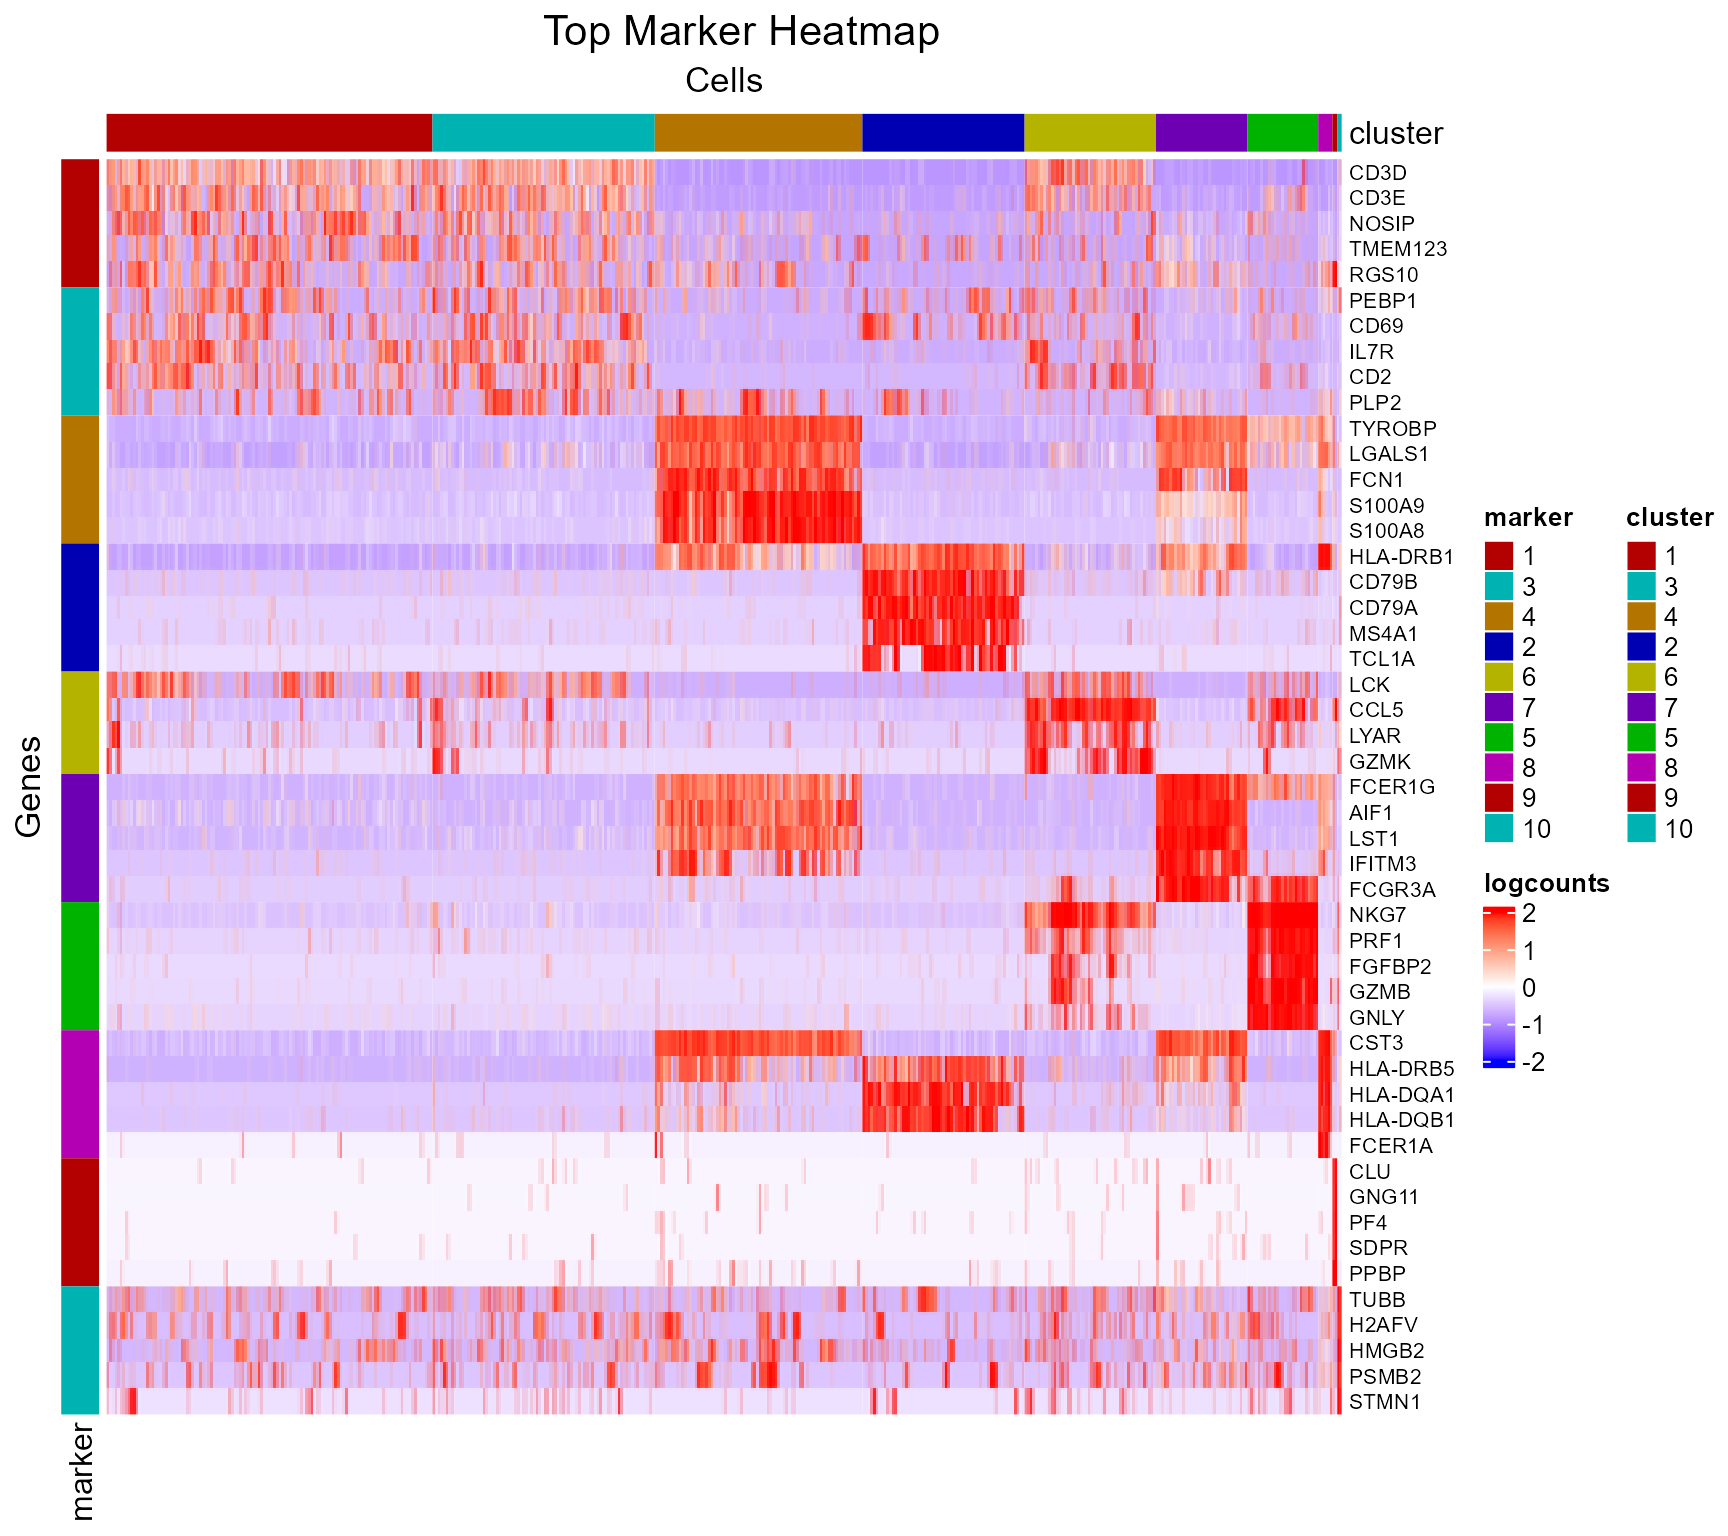 Top Marker Heatmap
Cells
cluster
CD3D
CD3E
NOSIP
TMEM123
RGS10
PEBP1
CD69
IL7R
CD2
PLP2
TYROBP
LGALS1
FCN1
S100A9
S100A8
HLA-DRB1
CD79B
CD79A
MS4A1
TCL1A
LCK
CCL5
LYAR
GZMK
FCER1G
AIF1
LST1
IFITM3
FCGR3A
NKG7
PRF1
FGFBP2
GZMB
GNLY
CST3
HLA-DRB5
HLA-DQA1
HLA-DQB1
FCER1A
CLU
GNG11
PF4
SDPR
PPBP
TUBB
H2AFV
HMGB2
PSMB2
STMN1
Genes
marker
marker
1
3
4
2
6
7
5
8
9
10
cluster
1
3
4
2
6
7
5
8
9
10
logcounts
2
1
0
-1
-2